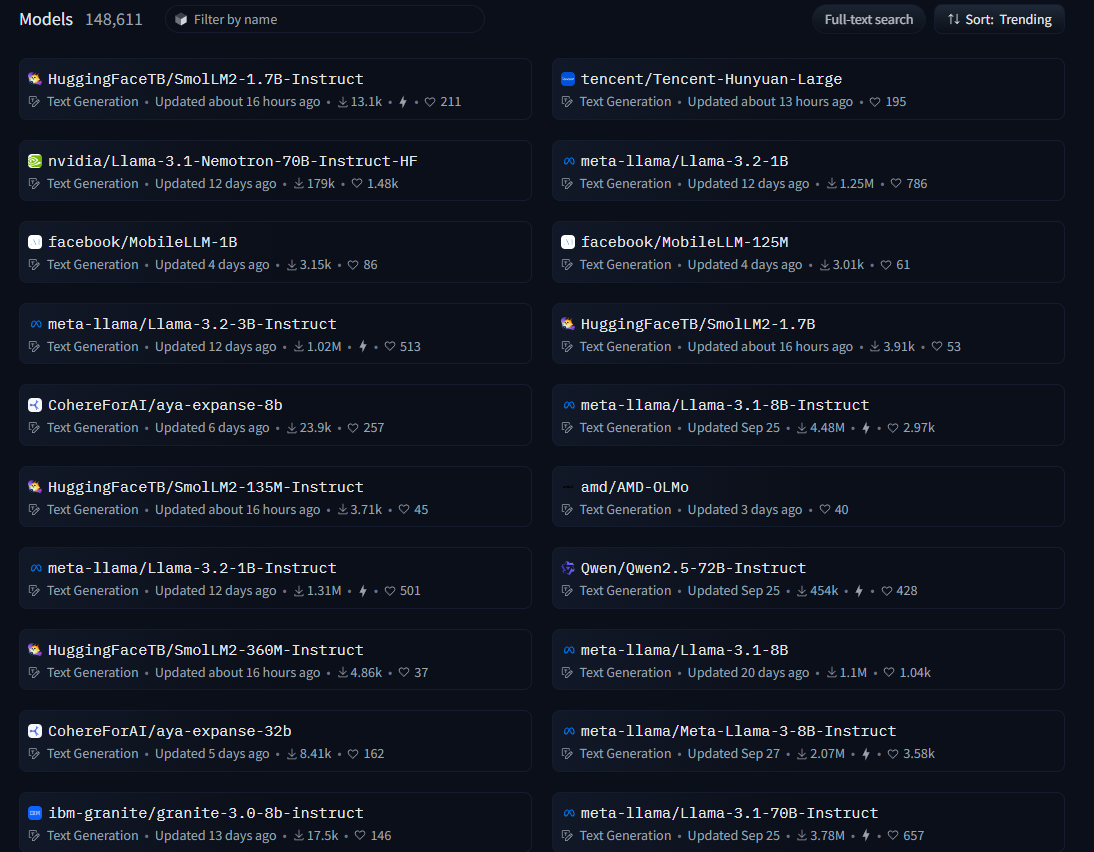 Models 148,611 Filter by name Full-text search Sort: Trending
HuggingFaceTB/SmolLM2-1.7B-Instruct
Text Generation • Updated about 16 hours ago • 13.1k • • 211
tencent/Tencent-Hunyuan-Large
Text Generation • Updated about 13 hours ago • 195
nvidia/Llama-3.1-Nemotron-70B-Instruct-HF
Text Generation • Updated 12 days ago • 179k • 1.48k
meta-llama/Llama-3.2-1B
Text Generation • Updated 12 days ago • 1.25M • 786
facebook/MobileLLM-1B
Text Generation • Updated 4 days ago • 3.15k • 86
facebook/MobileLLM-125M
Text Generation • Updated 4 days ago • 3.01k • 61
meta-llama/Llama-3.2-3B-Instruct
Text Generation • Updated 12 days ago • 1.02M • • 513
HuggingFaceTB/SmolLM2-1.7B
Text Generation • Updated about 16 hours ago • 3.91k • 53
CohereForAI/aya-expanse-8b
Text Generation • Updated 6 days ago • 23.9k • 257
meta-llama/Llama-3.1-8B-Instruct
Text Generation • Updated Sep 25 • 4.48M • • 2.97k
HuggingFaceTB/SmolLM2-135M-Instruct
Text Generation • Updated about 16 hours ago • 3.71k • 45
amd/AMD-OLMo
Text Generation • Updated 3 days ago • 40
meta-llama/Llama-3.2-1B-Instruct
Text Generation • Updated 12 days ago • 1.31M • • 501
Qwen/Qwen2.5-72B-Instruct
Text Generation • Updated Sep 25 • 454k • • 428
HuggingFaceTB/SmolLM2-360M-Instruct
Text Generation • Updated about 16 hours ago • 4.86k • 37
meta-llama/Llama-3.1-8B
Text Generation • Updated 20 days ago • 1.1M • 1.04k
CohereForAI/aya-expanse-32b
Text Generation • Updated 5 days ago • 8.41k • 162
meta-llama/Meta-Llama-3-8B-Instruct
Text Generation • Updated Sep 27 • 2.07M • • 3.58k
ibm-granite/granite-3.0-8b-instruct
Text Generation • Updated 13 days ago • 17.5k • 146
meta-llama/Llama-3.1-70B-Instruct
Text Generation • Updated Sep 25 • 3.78M • • 657